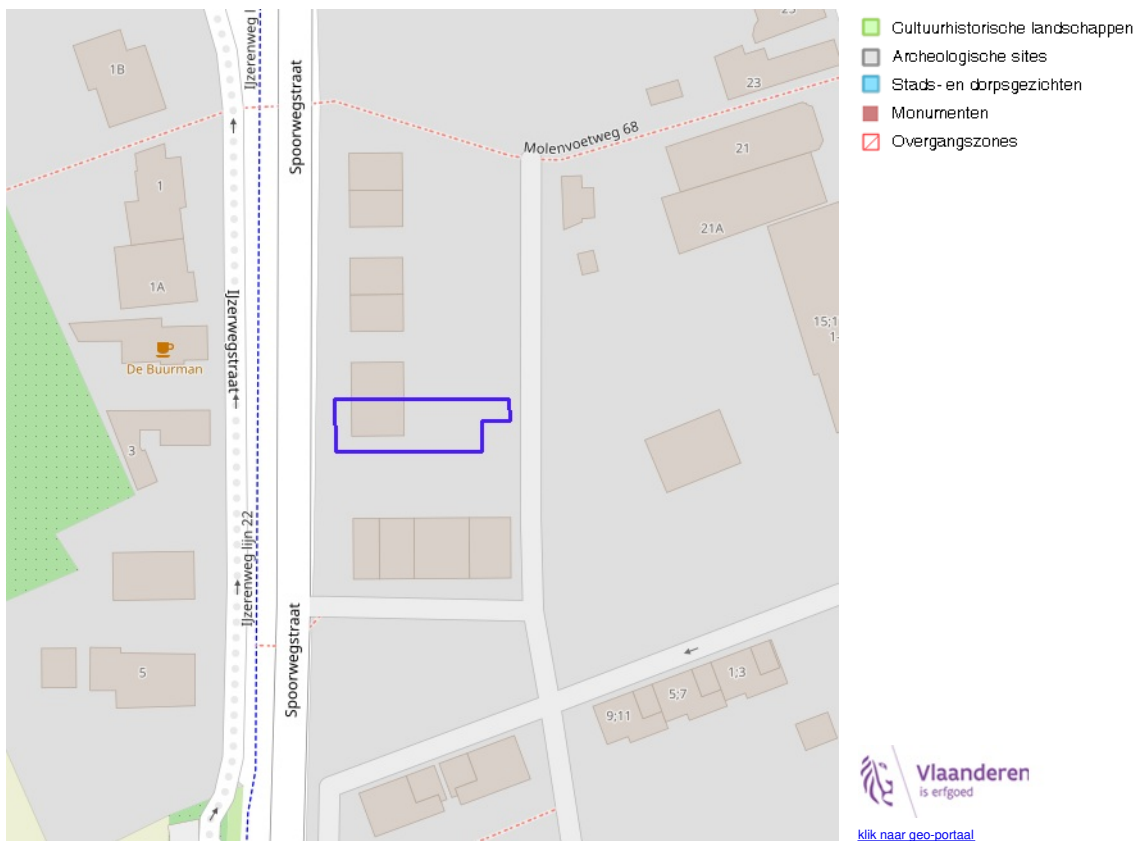 1B
IJzerenweg l
Spoorwegstraat
Molenvoetweg 68
23
21
21A
1
1A
IJzerwegstraat
De Buurman
3
IJzerenweg lijn 22
Spoorwegstraat
5
9;11
5;7
1;3
Cultuurhistorische landschappen
Archeologische sites
Stads- en dorpsgezichten
Monumenten
Overgangszones
Vlaanderen
is erfgoed
klik naar geo-portaal